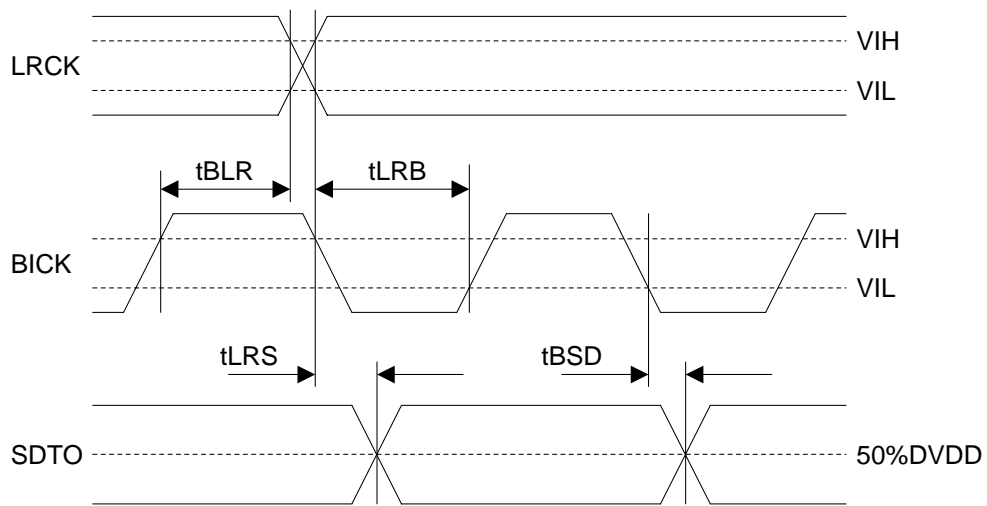 LRCK
VIH
VIL
tBLR
tLRB
BICK
VIH
VIL
tLRS
tBSD
SDTO
50%DVDD